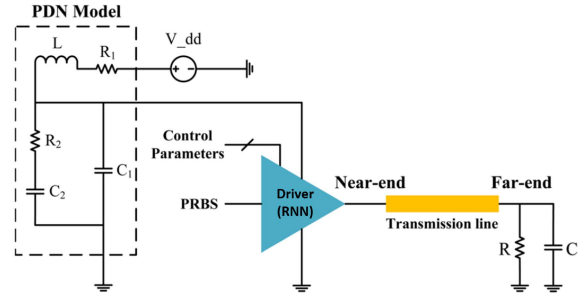 PDN Model
L
R1
V_dd
+ -
R2
C1
C2
Control
Parameters
PRBS
Driver
(RNN)
Near-end
Far-end
Transmission line
R
C